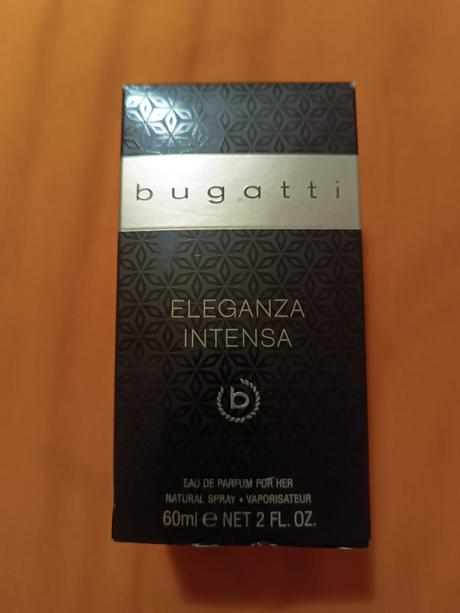 bugatti
ELEGANZA
INTENSA
b
EAU DE PARFUM FOR HER
NATURAL SPRAY • VAPORISATEUR
60ml ℮ NET 2 FL. OZ.